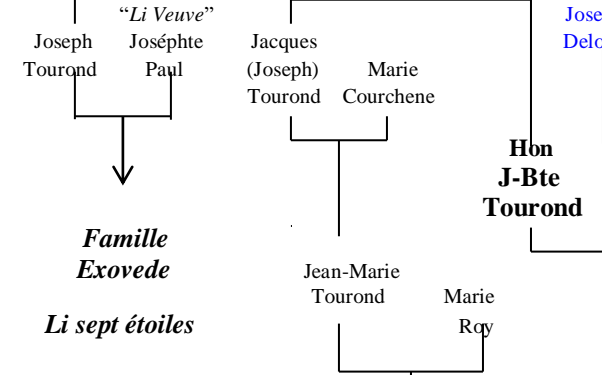 “Li Veuve”
Joseph
Tourond
Joséphte
Paul
Jacques
(Joseph)
Tourond
Marie
Courchene
Hon
J-Bte
Tourond
Famille
Exovede
Li sept étoiles
Jean-Marie
Tourond
Marie
Roy